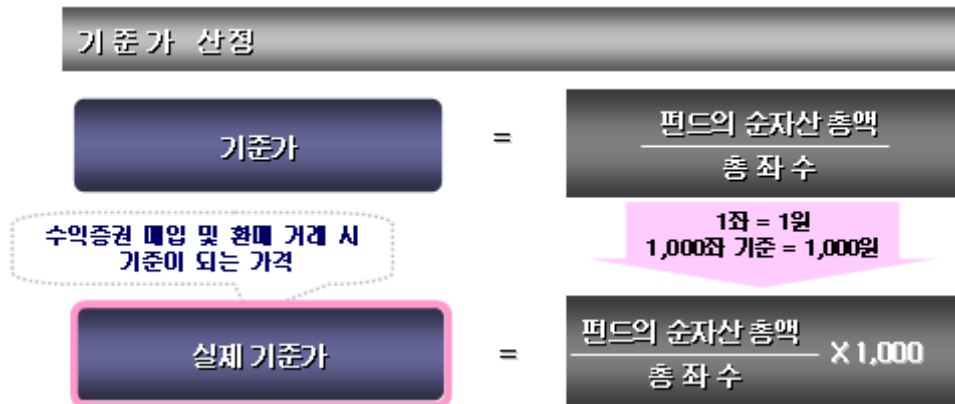 기 준 가 산 정
기준가
=
펀드의 순자산 총액
총 좌 수
수익증권 매입 및 환매 거래 시
기준이 되는 가격
1좌 = 1원
1,000좌 기준 = 1,000원
실제 기준가
=
펀드의 순자산 총액
총 좌 수
X 1,000